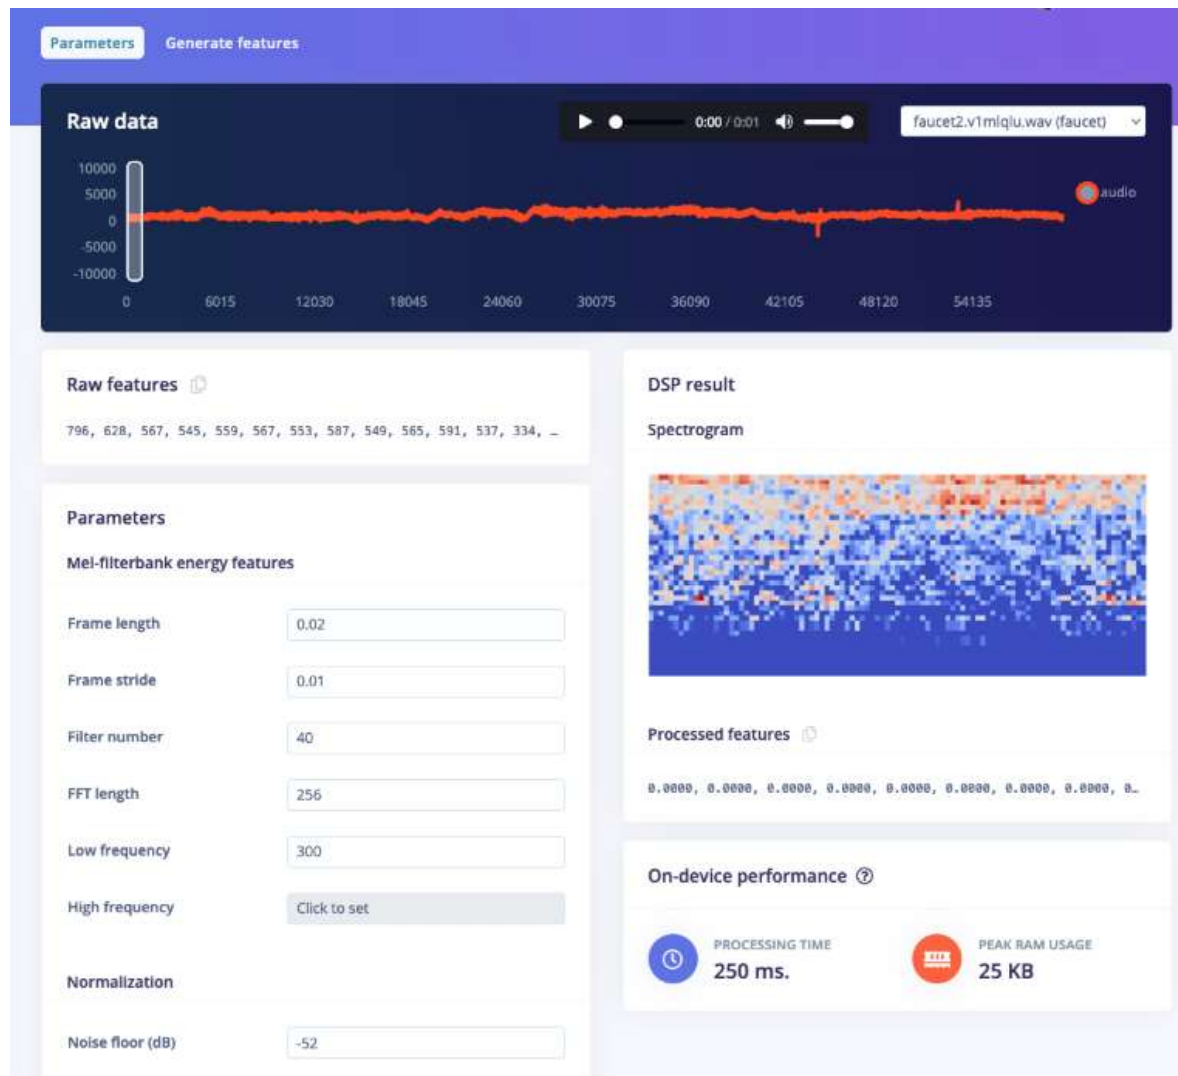 Parameters Generate features
Raw data 0:00 / 0:01 faucet2.v1mlqlu.wav (faucet)
10000
5000
0
-5000
-10000
audio
0 6015 12030 18045 24060 30075 36090 42105 48120 54135
Raw features
796, 628, 567, 545, 559, 567, 553, 587, 549, 565, 591, 537, 334, …
Parameters
Mel-filterbank energy features
Frame length 0.02
Frame stride 0.01
Filter number 40
FFT length 256
Low frequency 300
High frequency Click to set
Normalization
Noise floor (dB) -52
DSP result
Spectrogram
Processed features
0.0000, 0.0000, 0.0000, 0.0000, 0.0000, 0.0000, 0.0000, 0.0000, 0…
On-device performance
PROCESSING TIME
250 ms.
PEAK RAM USAGE
25 KB